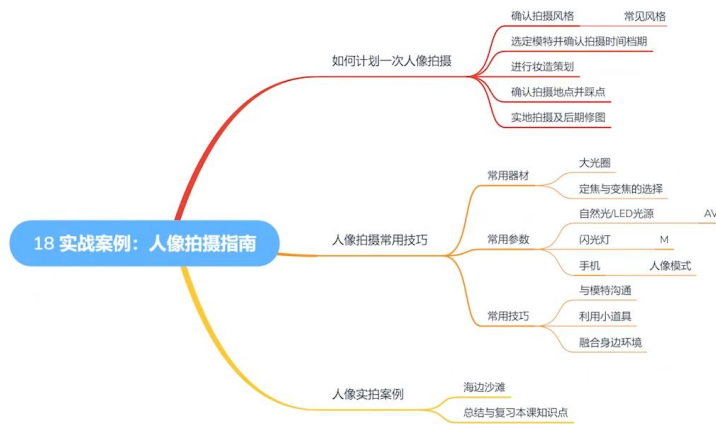 确认拍摄风格
常见风格
选定模特并确认拍摄时间档期
如何计划一次人像拍摄
进行妆造策划
确认拍摄地点并踩点
实地拍摄及后期修图
大光圈
常用器材
定焦与变焦的选择
自然光/LED光源
AV
18 实战案例：人像拍摄指南
人像拍摄常用技巧
常用参数
闪光灯
M
手机
人像模式
与模特沟通
常用技巧
利用小道具
融合身边环境
海边沙滩
人像实拍案例
总结与复习本课知识点